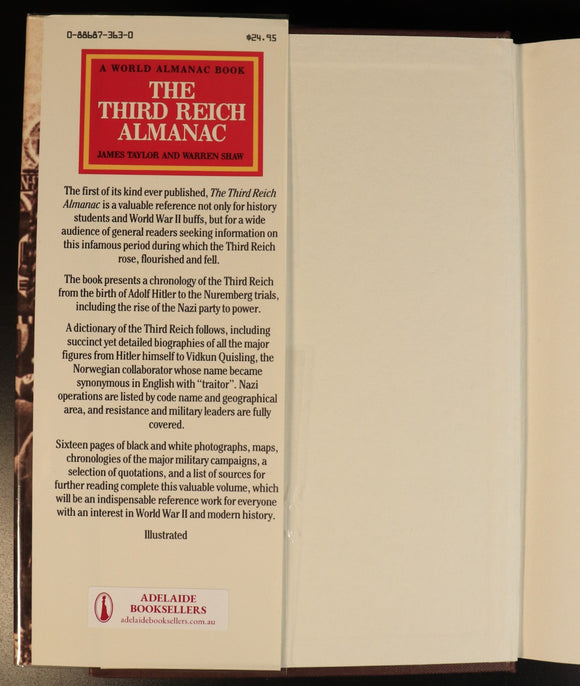 0-88687-363-0 $24.95
A WORLD ALMANAC BOOK
THE
THIRD REICH
ALMANAC
JAMES TAYLOR AND WARREN SHAW
The first of its kind ever published, The Third Reich
Almanac is a valuable reference not only for history
students and World War II buffs, but for a wide
audience of general readers seeking information on
this infamous period during which the Third Reich
rose, flourished and fell.
The book presents a chronology of the Third Reich
from the birth of Adolf Hitler to the Nuremberg trials,
including the rise of the Nazi party to power.
A dictionary of the Third Reich follows, including
succinct yet detailed biographies of all the major
figures from Hitler himself to Vidkun Quisling, the
Norwegian collaborator whose name became
synonymous in English with “traitor”. Nazi
operations are listed by code name and geographical
area, and resistance and military leaders are fully
covered.
Sixteen pages of black and white photographs, maps,
chronologies of the major military campaigns, a
selection of quotations, and a list of sources for
further reading complete this valuable volume, which
will be an indispensable reference work for everyone
with an interest in World War II and modern history.
Illustrated
ADELAIDE
BOOKSELLERS
adelaidebooksellers.com.au